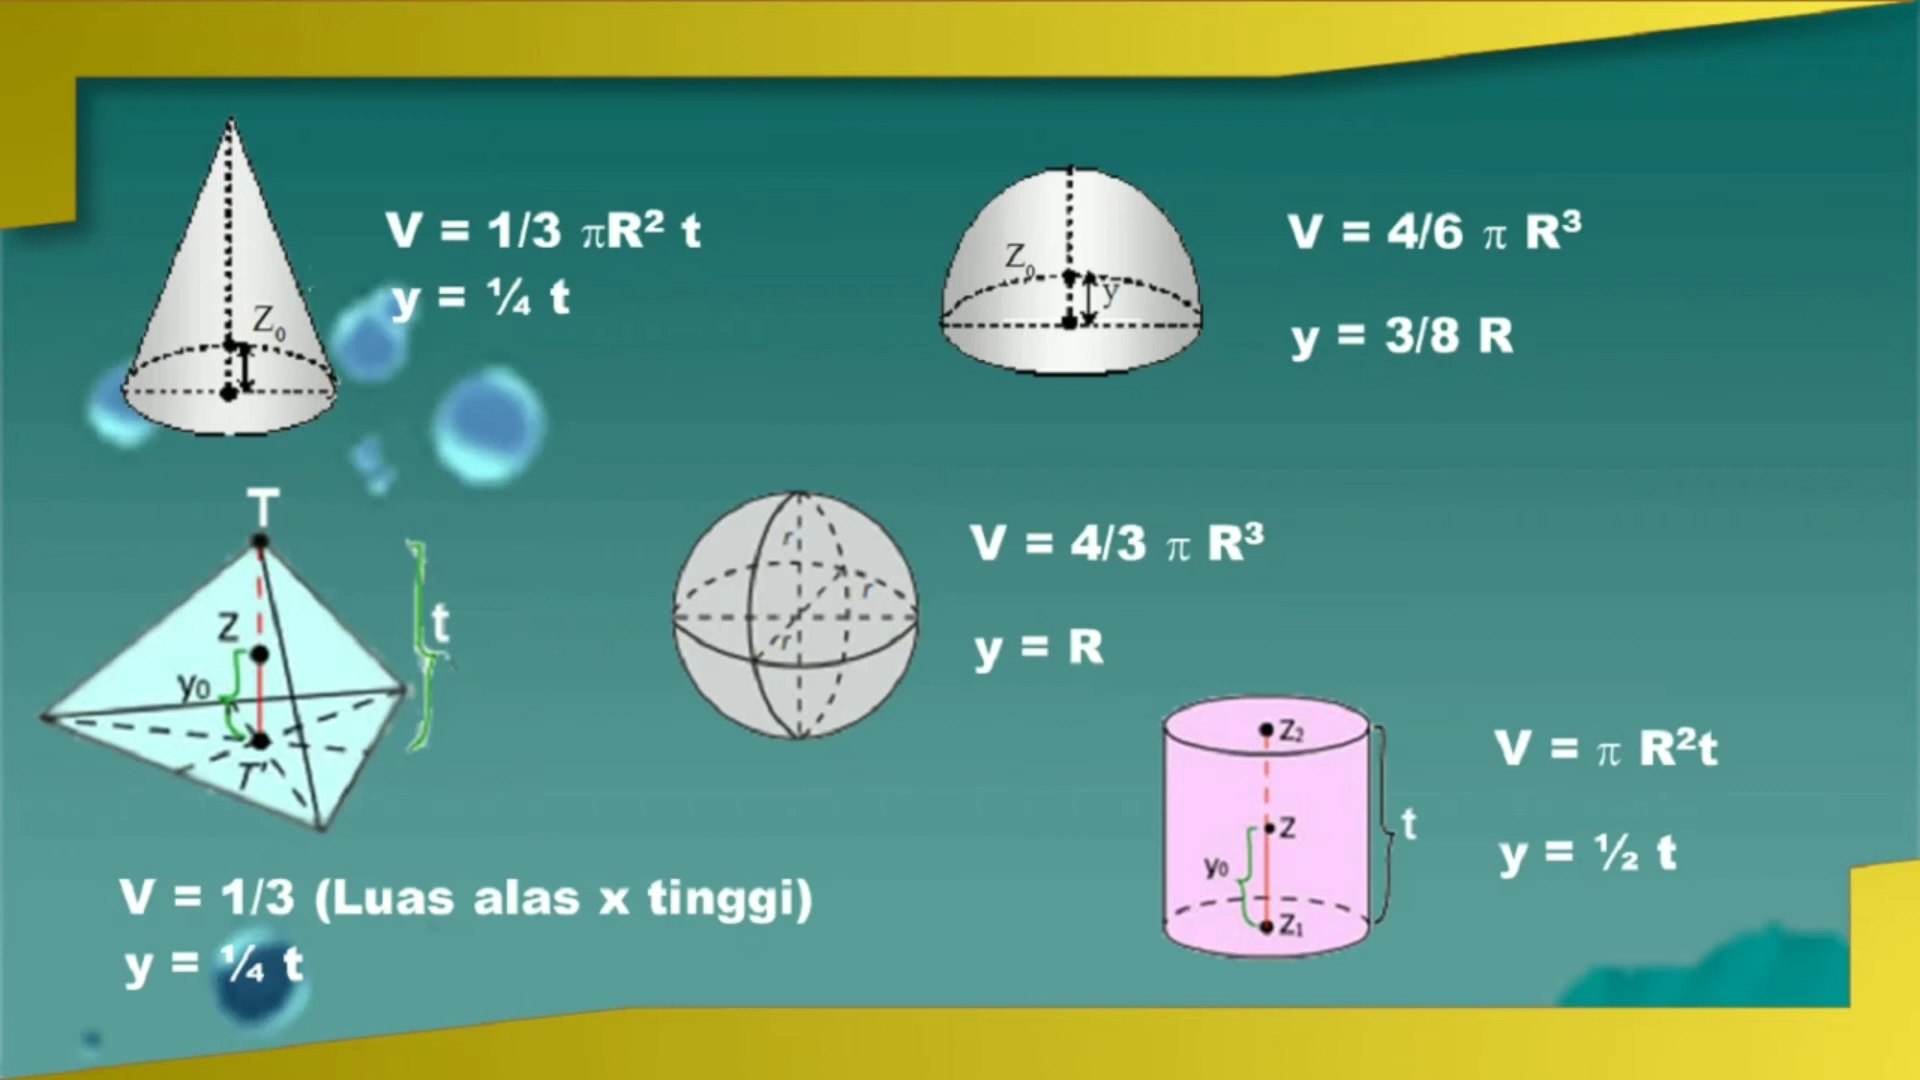 V = 1/3 πR² t
y = ¼ t
Z₀
V = 4/6 π R³
y = 3/8 R
Z₀
y
T
Z
y₀
T'
t
V = 1/3 (Luas alas x tinggi)
y = ¼ t
r
r
r
V = 4/3 π R³
y = R
Z₂
Z
y₀
Z₁
t
V = π R²t
y = ½ t